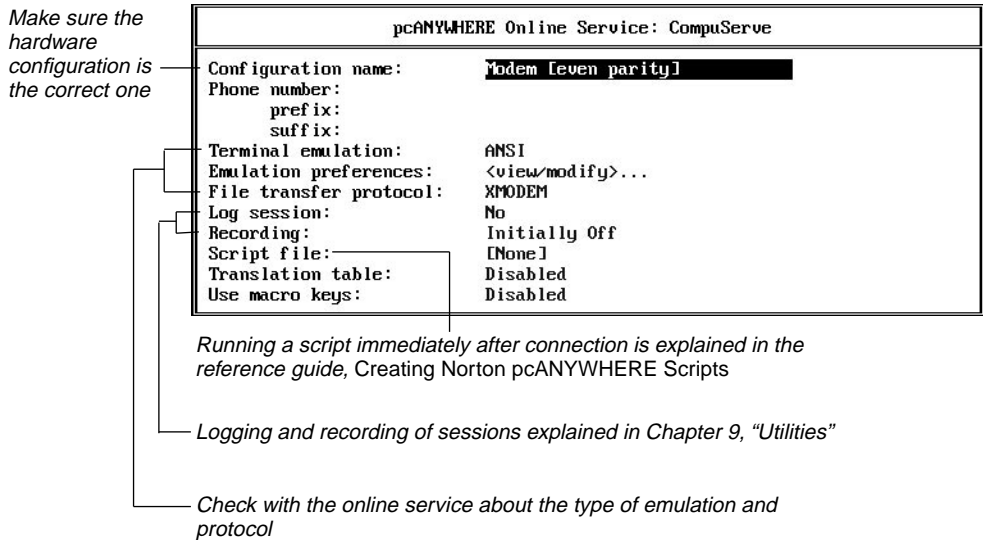 Make sure the
hardware
configuration is
the correct one
pcANYWHERE Online Service: CompuServe
Configuration name: Modem [even parity]
Phone number:
prefix:
suffix:
Terminal emulation: ANSI
Emulation preferences: <view/modify>...
File transfer protocol: XMODEM
Log session: No
Recording: Initially Off
Script file: [None]
Translation table: Disabled
Use macro keys: Disabled
Running a script immediately after connection is explained in the
reference guide, Creating Norton pcANYWHERE Scripts
Logging and recording of sessions explained in Chapter 9, “Utilities”
Check with the online service about the type of emulation and
protocol